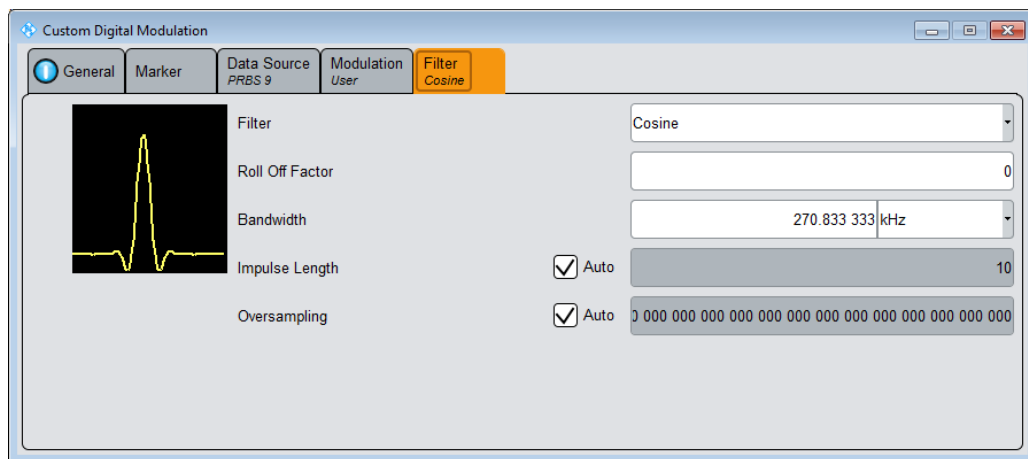 Custom Digital Modulation
General
Marker
Data Source
PRBS 9
Modulation
User
Filter
Cosine
Filter
Cosine
Roll Off Factor
0
Bandwidth
270.833 333 kHz
Impulse Length
Auto
10
Oversampling
Auto
000 000 000 000 000 000 000 000 000 000 000 000 000